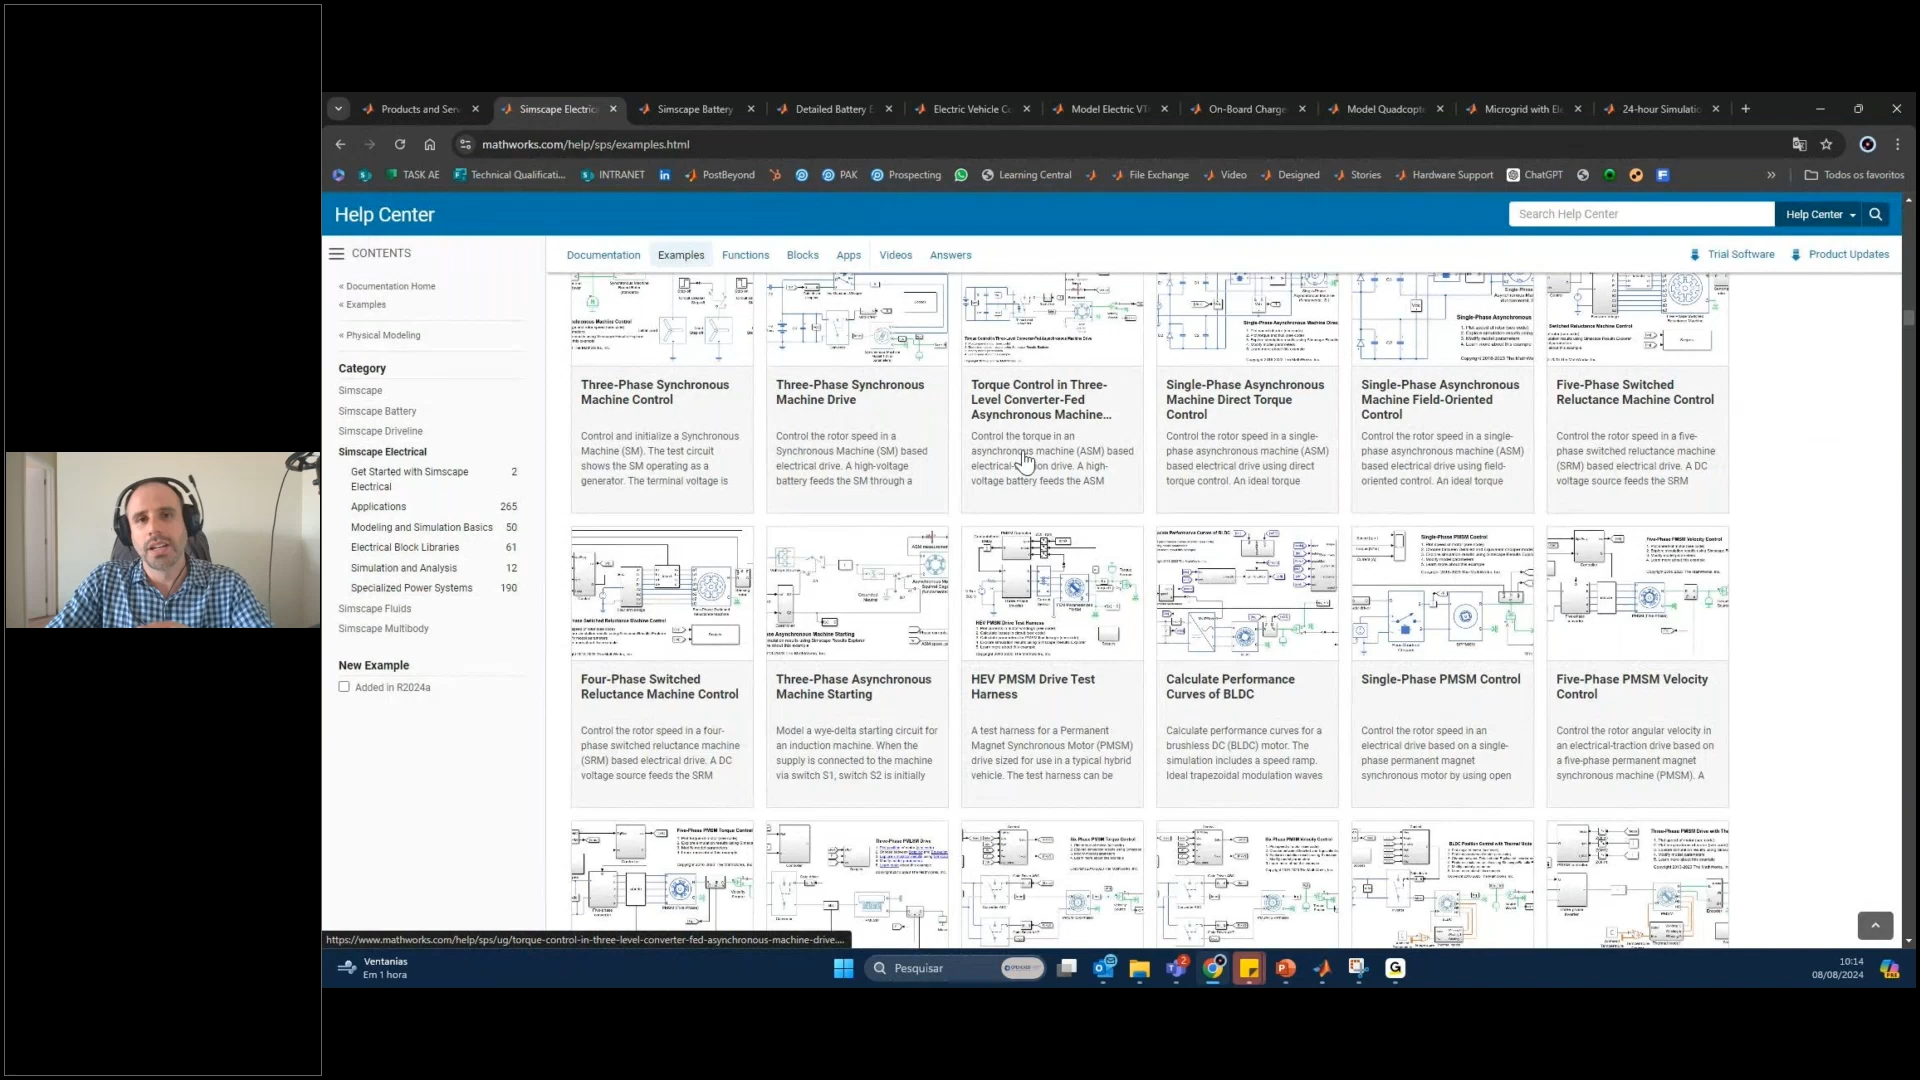 Products and Ser
Simscape Electric
Simscape Battery
Detailed Battery
Electric Vehicle C
Model Electric VT
On-Board Charge
Model Quadcopt
Microgrid with El
24-hour Simulati
mathworks.com/help/sps/examples.html
TASK AE
Technical Qualificati...
INTRANET
PostBeyond
PAK
Prospecting
Learning Central
File Exchange
Video
Designed
Stories
Hardware Support
ChatGPT
Todos os favoritos
Help Center
Search Help Center
Help Center
CONTENTS
Documentation
Examples
Functions
Blocks
Apps
Videos
Answers
Trial Software
Product Updates
« Documentation Home
« Examples
« Physical Modeling
Category
Simscape
Simscape Battery
Simscape Driveline
Simscape Electrical
Get Started with Simscape 2
Electrical
Applications 265
Modeling and Simulation Basics 50
Electrical Block Libraries 61
Simulation and Analysis 12
Specialized Power Systems 190
Simscape Fluids
Simscape Multibody
New Example
Added in R2024a
Three-Phase Synchronous
Machine Control
Control and initialize a Synchronous
Machine (SM). The test circuit
shows the SM operating as a
generator. The terminal voltage is
Three-Phase Synchronous
Machine Drive
Control the rotor speed in a
Synchronous Machine (SM) based
electrical drive. A high-voltage
battery feeds the SM through a
Torque Control in Three-
Level Converter-Fed
Asynchronous Machine...
Control the torque in an
asynchronous machine (ASM) based
drive. A high-
voltage battery feeds the ASM
Single-Phase Asynchronous
Machine Direct Torque
Control
Control the rotor speed in a single-
phase asynchronous machine (ASM)
based electrical drive using direct
torque control. An ideal torque
Single-Phase Asynchronous
Machine Field-Oriented
Control
Control the rotor speed in a single-
phase asynchronous machine (ASM)
based electrical drive using field-
oriented control. An ideal torque
Five-Phase Switched
Reluctance Machine Control
Control the rotor speed in a five-
phase switched reluctance machine
(SRM) based electrical drive. A DC
voltage source feeds the SRM
Four-Phase Switched
Reluctance Machine Control
Control the rotor speed in a four-
phase switched reluctance machine
(SRM) based electrical drive. A DC
voltage source feeds the SRM
Three-Phase Asynchronous
Machine Starting
Model a wye-delta starting circuit for
an induction machine. When the
supply is connected to the machine
via switch S1, switch S2 is initially
HEV PMSM Drive Test
Harness
A test harness for a Permanent
Magnet Synchronous Motor (PMSM)
drive sized for use in a typical hybrid
vehicle. The test harness can be
Calculate Performance
Curves of BLDC
Calculate performance curves for a
brushless DC (BLDC) motor. The
simulation includes a speed ramp.
Ideal trapezoidal modulation waves
Single-Phase PMSM Control
Control the rotor speed in an
electrical drive based on a single-
phase permanent magnet
synchronous motor by using open
Five-Phase PMSM Velocity
Control
Control the rotor angular velocity in
an electrical-traction drive based on
a five-phase permanent magnet
synchronous machine (PMSM). A
https://www.mathworks.com/help/sps/ug/torque-control-in-three-level-converter-fed-asynchronous-machine-drive....
Ventanias
Em 1 hora
Pesquisar
10:14
08/08/2024